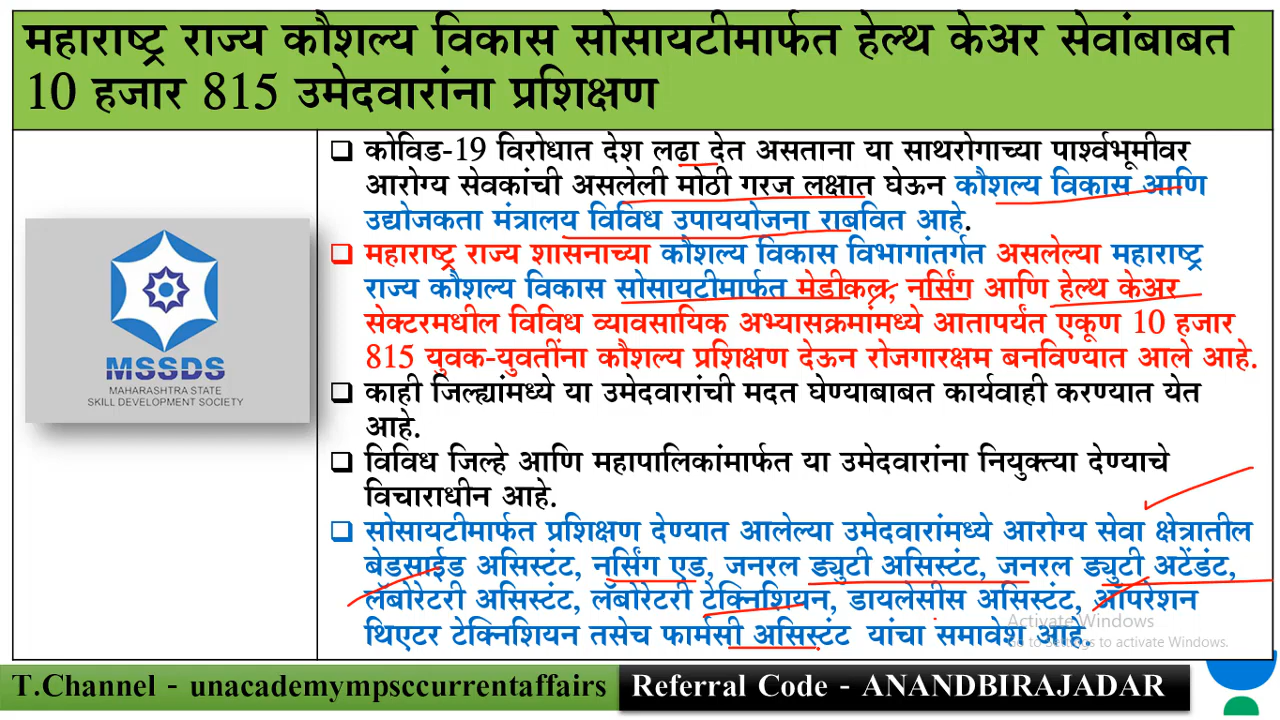 महाराष्ट्र राज्य कौशल्य विकास सोसायटीमार्फत हेल्थ केअर सेवांबाबत
10 हजार 815 उमेदवारांना प्रशिक्षण
कोविड-19 विरोधात देश लढा देत असताना या साथरोगाच्या पार्श्वभूमीवर
आरोग्य सेवकांची असलेली मोठी गरज लक्षात घेऊन कौशल्य विकास आणि
उद्योजकता मंत्रालय विविध उपाययोजना राबवित आहे.
महाराष्ट्र राज्य शासनाच्या कौशल्य विकास विभागांतर्गत असलेल्या महाराष्ट्र
राज्य कौशल्य विकास सोसायटीमार्फत मेडीकल, नर्सिंग आणि हेल्थ केअर
सेक्टरमधील विविध व्यावसायिक अभ्यासक्रमांमध्ये आतापर्यंत एकूण 10 हजार
815 युवक-युवतींना कौशल्य प्रशिक्षण देऊन रोजगारक्षम बनविण्यात आले आहे.
काही जिल्ह्यांमध्ये या उमेदवारांची मदत घेण्याबाबत कार्यवाही करण्यात येत
आहे.
विविध जिल्हे आणि महापालिकांमार्फत या उमेदवारांना नियुक्त्या देण्याचे
विचाराधीन आहे.
सोसायटीमार्फत प्रशिक्षण देण्यात आलेल्या उमेदवारांमध्ये आरोग्य सेवा क्षेत्रातील
बेडसाईड असिस्टंट, नर्सिंग एड, जनरल ड्युटी असिस्टंट, जनरल ड्युटी अटेंडंट,
लॅबोरेटरी असिस्टंट, लॅबोरेटरी टेक्निशियन, डायलेसीस असिस्टंट, ऑपरेशन
थिएटर टेक्निशियन तसेच फार्मसी असिस्टंट यांचा समावेश आहे.
MSSDS
MAHARASHTRA STATE
SKILL DEVELOPMENT SOCIETY
Activate Windows
Go to Settings to activate Windows.
T.Channel - unacademympsccurrentaffairs
Referral Code - ANANDBIRAJADAR